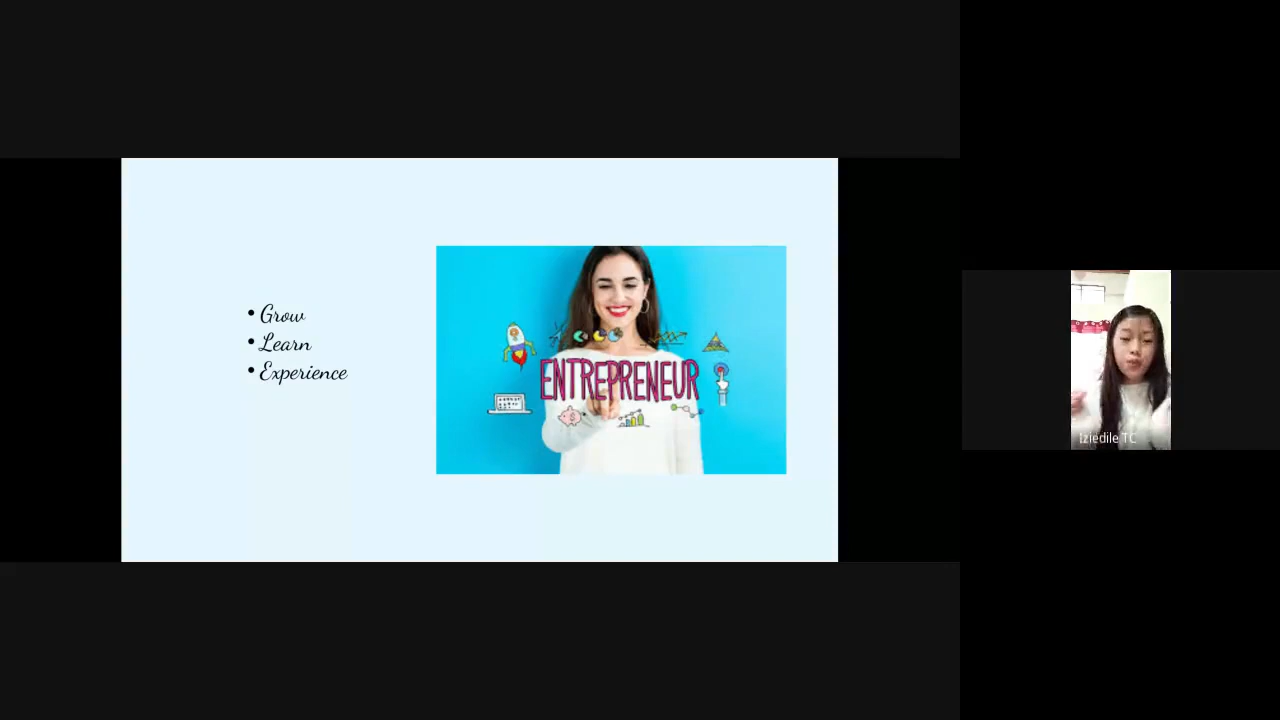 • Grow
• Learn
• Experience
ENTREPRENEUR
Iziedile TC